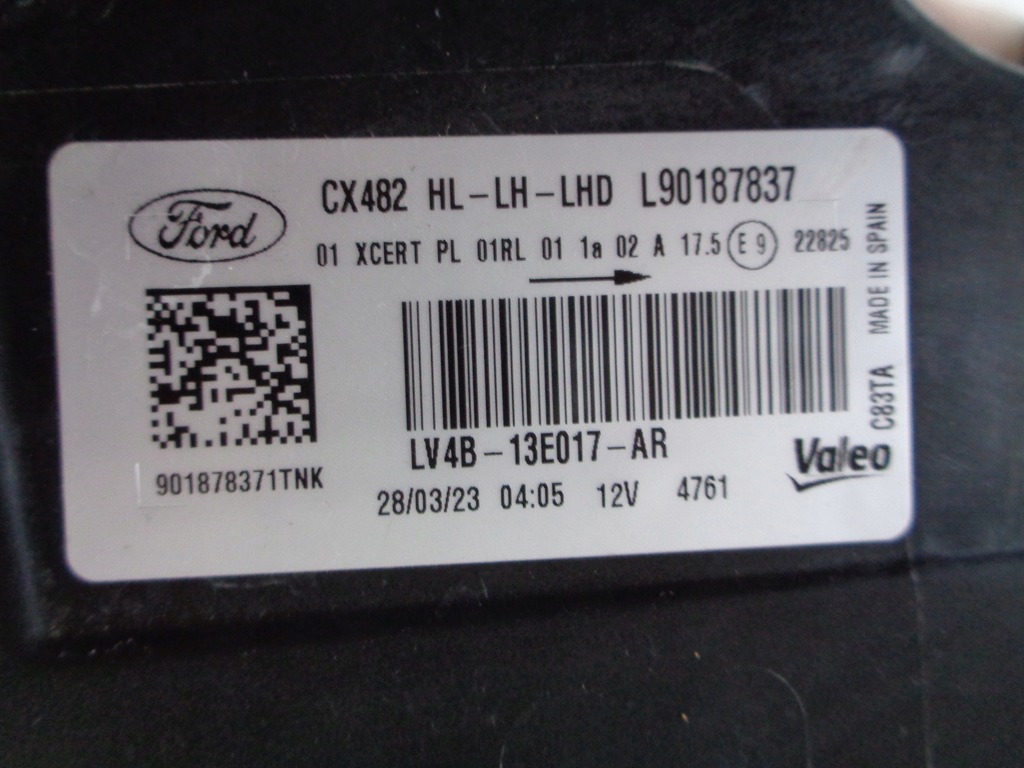 Ford
CX482 HL-LH-LHD L90187837
01 XCERT PL 01RL 01 1a 02 A 17.5 E 9 22825
901878371TNK
LV4B-13E017-AR
28/03/23 04:05 12V 4761
Valeo
C83TA MADE IN SPAIN